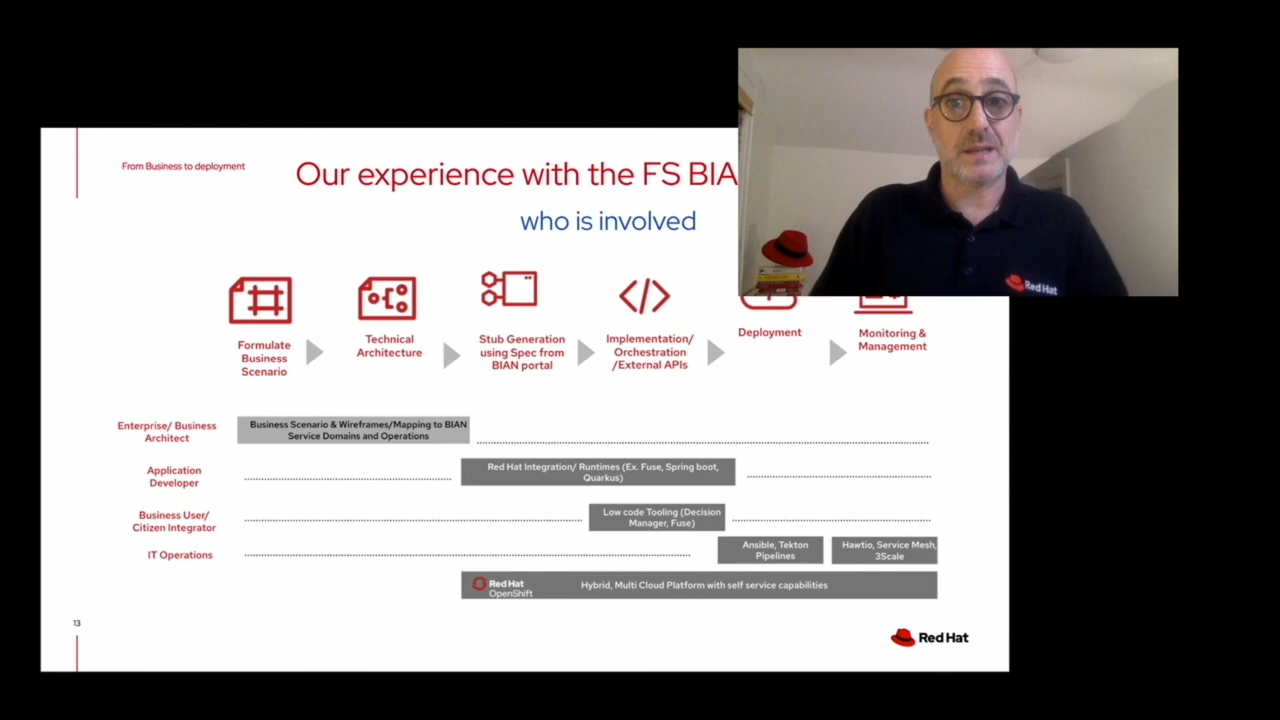 From Business to deployment
Our experience with the FS BIA
who is involved
Red Hat
Formulate
Business
Scenario
Technical
Architecture
Stub Generation
using Spec from
BIAN portal
Implementation/
Orchestration
/External APIs
Deployment
Monitoring &
Management
Enterprise/ Business
Architect
Business Scenario & Wireframes/Mapping to BIAN
Service Domains and Operations
Application
Developer
Red Hat Integration/ Runtimes (Ex. Fuse, Spring boot,
Quarkus)
Business User/
Citizen Integrator
Low code Tooling (Decision
Manager, Fuse)
IT Operations
Ansible, Tekton
Pipelines
Hawtio, Service Mesh,
3Scale
Red Hat
OpenShift
Hybrid, Multi Cloud Platform with self service capabilities
13
Red Hat